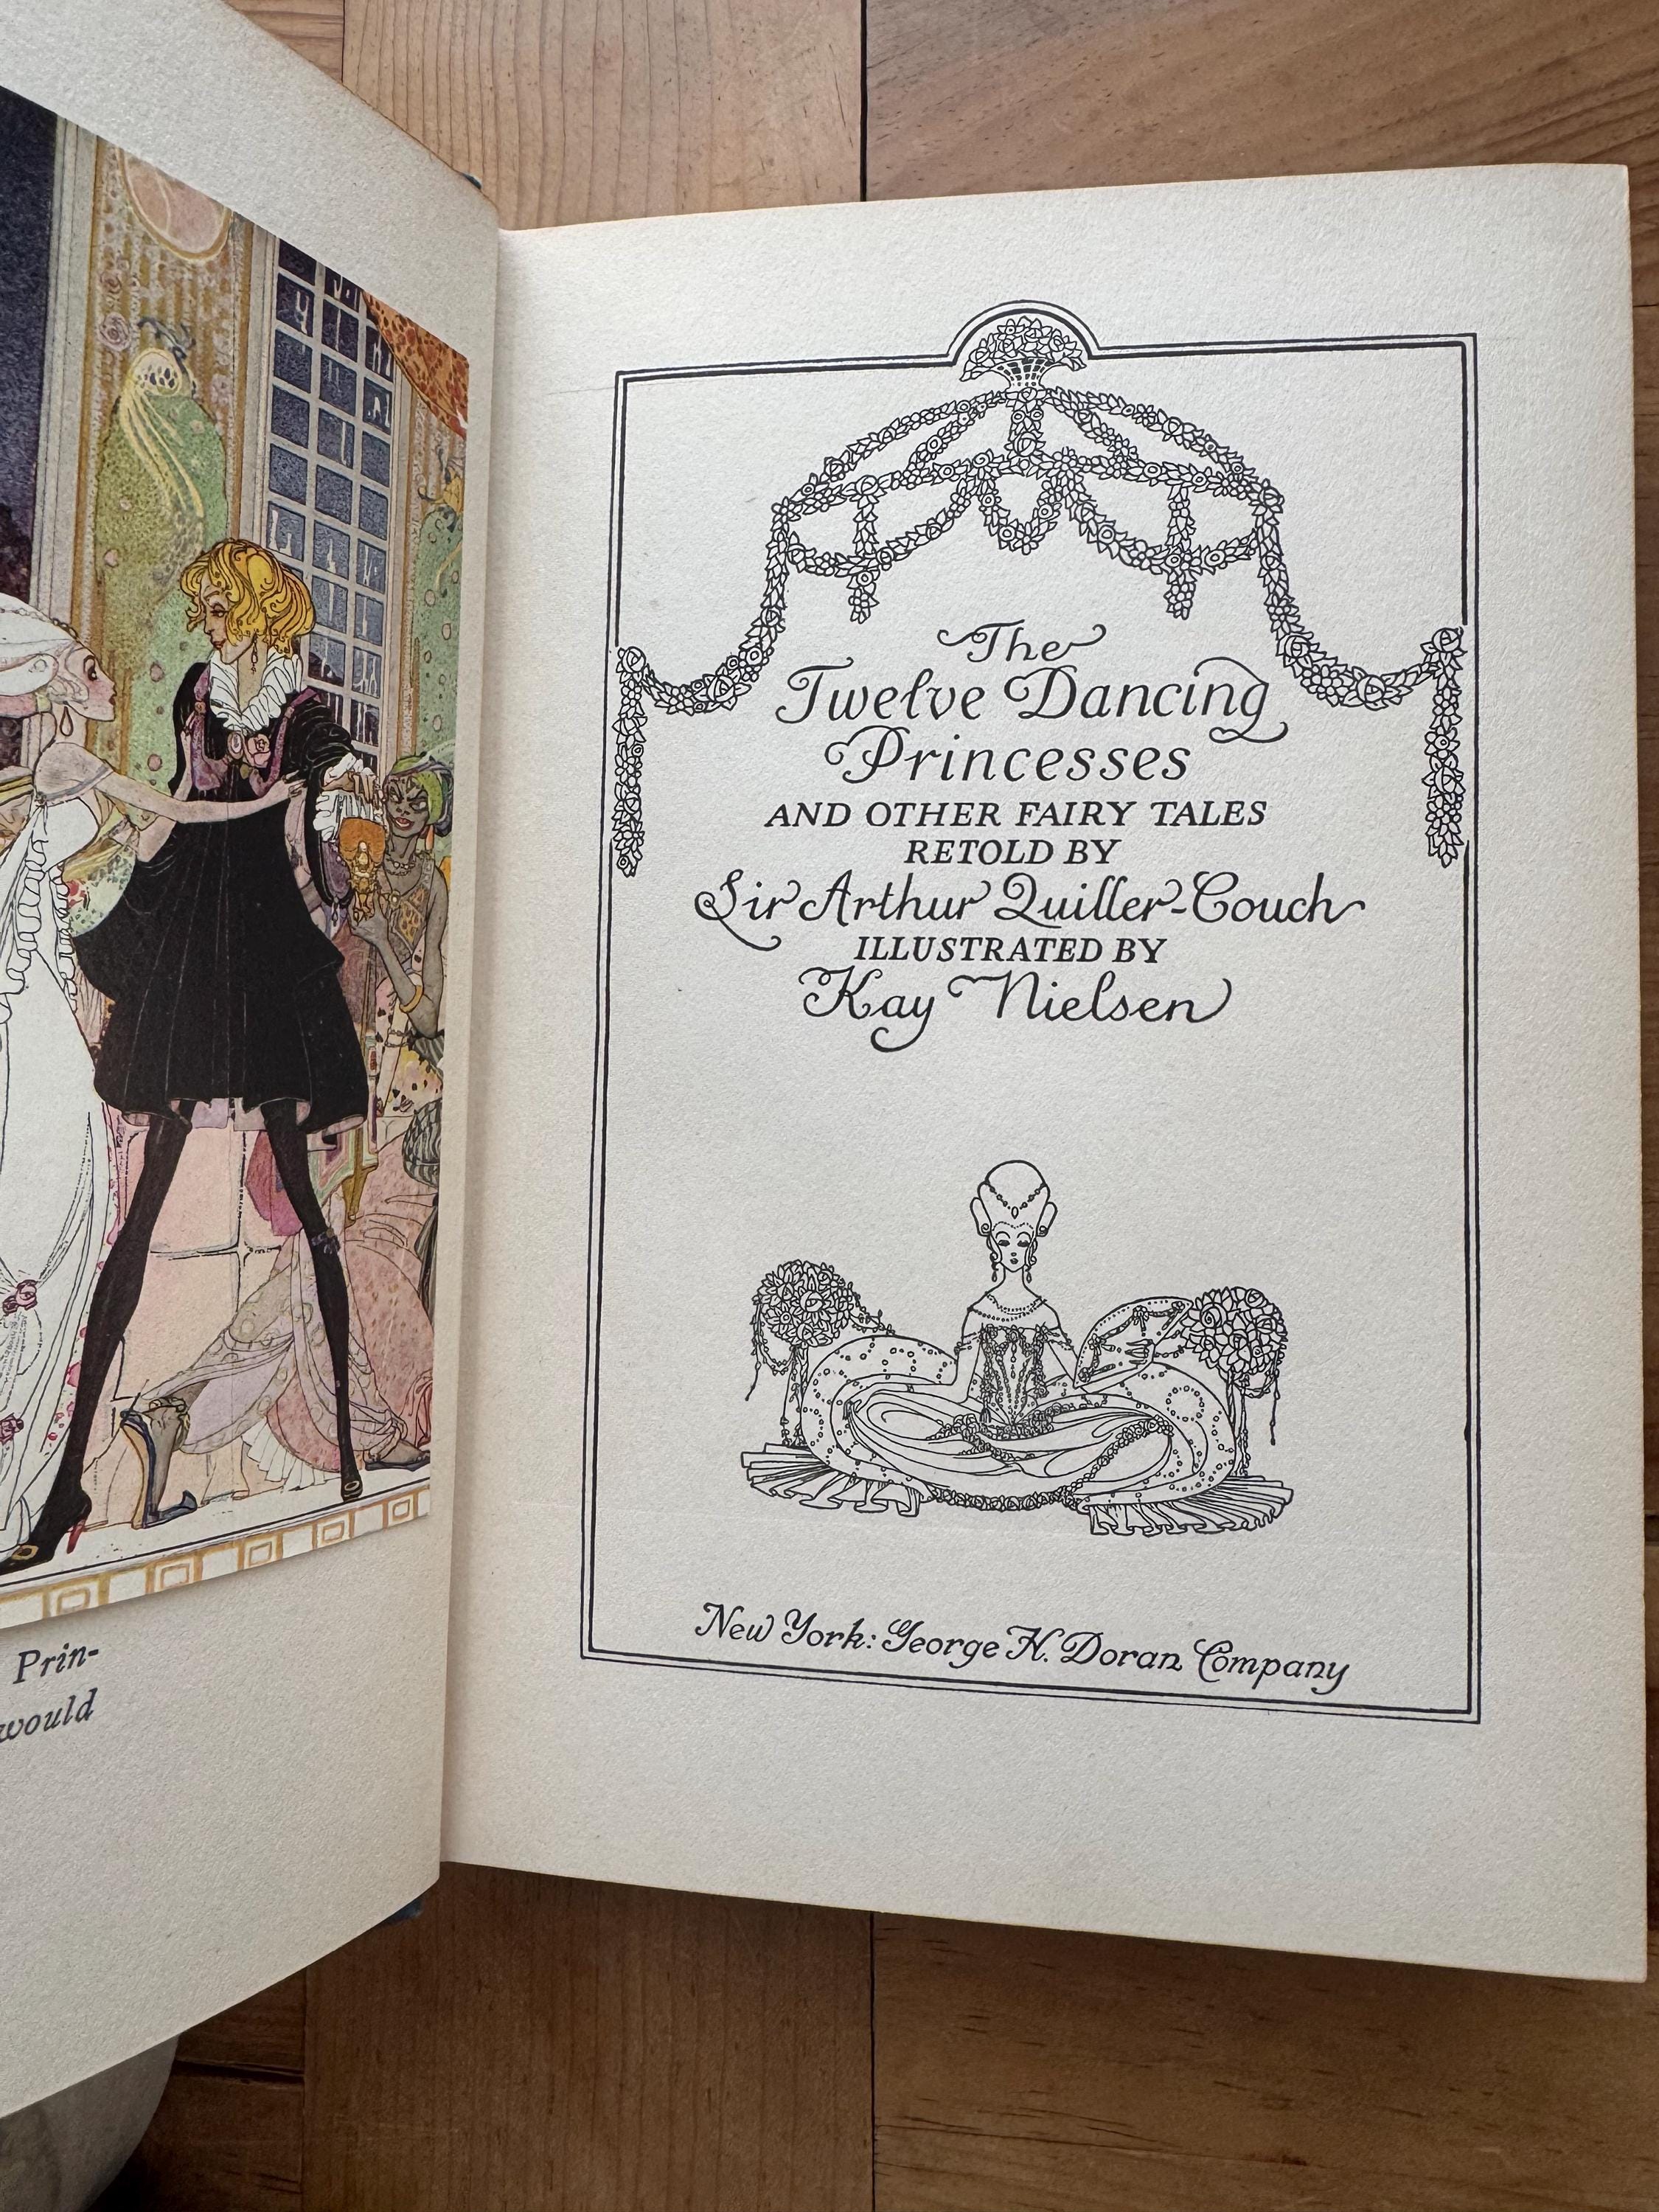 Prin-
would
The
Twelve Dancing
Princesses
AND OTHER FAIRY TALES
RETOLD BY
Sir Arthur Quiller-Couch
ILLUSTRATED BY
Kay Nielsen
New York: George H. Doran Company